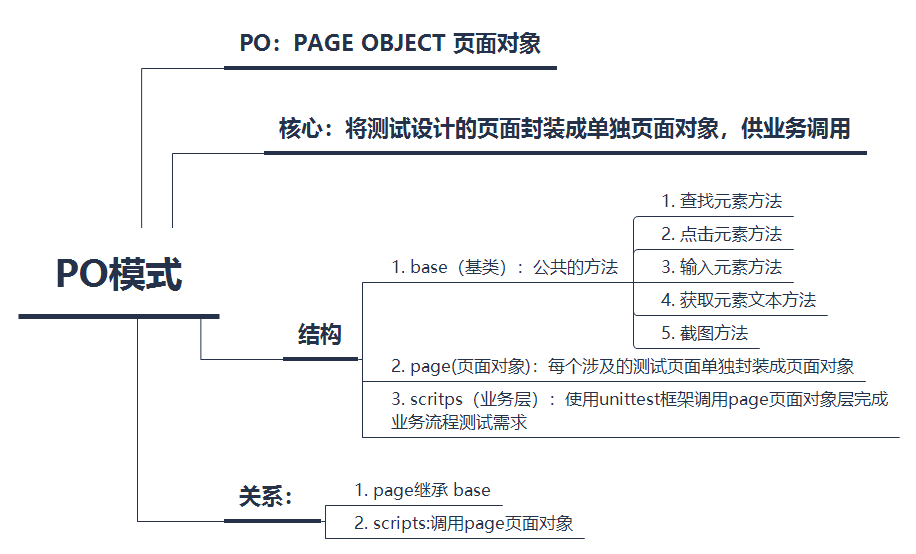 PO：PAGE OBJECT 页面对象
核心：将测试设计的页面封装成单独页面对象，供业务调用
PO模式
结构
1. base（基类）：公共的方法
1. 查找元素方法
2. 点击元素方法
3. 输入元素方法
4. 获取元素文本方法
5. 截图方法
2. page(页面对象)：每个涉及的测试页面单独封装成页面对象
3. scritps（业务层）：使用unittest框架调用page页面对象层完成
业务流程测试需求
关系：
1. page继承 base
2. scripts:调用page页面对象